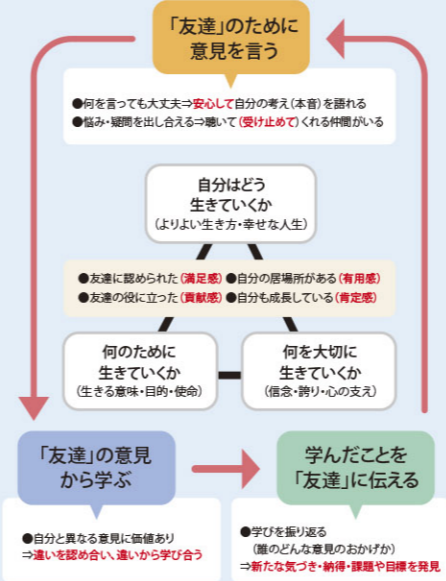 「友達」のために
意見を言う
●何を言っても大丈夫⇒安心して自分の考え(本音)を語れる
●悩み・疑問を出し合える⇒聴いて(受け止めて)くれる仲間がいる
自分はどう
生きていくか
(よりよい生き方・幸せな人生)
●友達に認められた(満足感)●自分の居場所がある(有用感)
●友達の役に立った(貢献感)●自分も成長している(肯定感)
何のために
生きていくか
(生きる意味・目的・使命)
何を大切に
生きていくか
(信念・誇り・心の支え)
「友達」の意見
から学ぶ
●自分と異なる意見に価値あり
⇒違いを認め合い、違いから学び合う
学んだことを
「友達」に伝える
●学びを振り返る
(誰のどんな意見のおかげか)
⇒新たな気づき・納得・課題や目標を発見